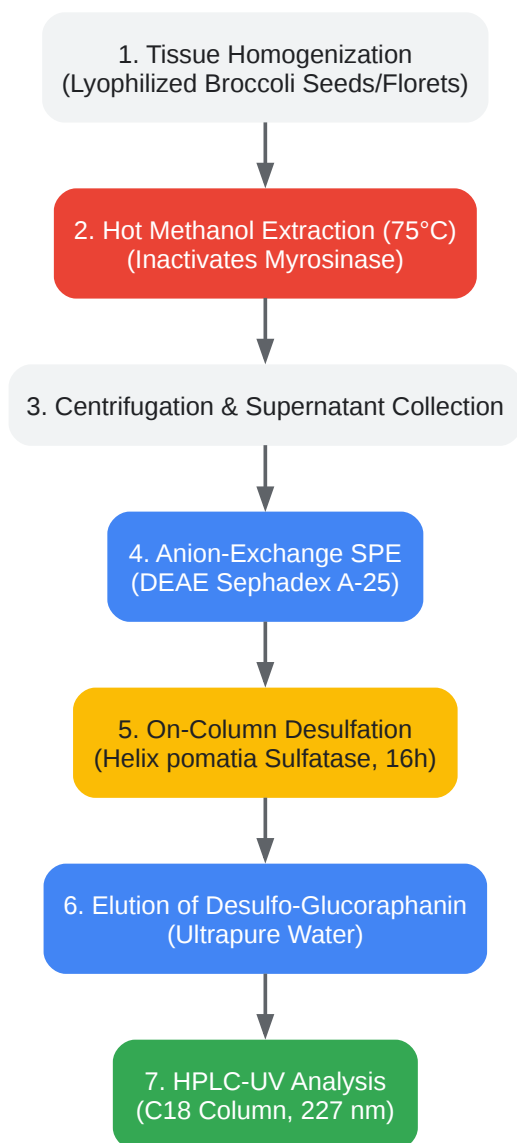 1. Tissue Homogenization
(Lyophilized Broccoli Seeds/Florets)
2. Hot Methanol Extraction (75°C)
(Inactivates Myrosinase)
3. Centrifugation & Supernatant Collection
4. Anion-Exchange SPE
(DEAE Sephadex A-25)
5. On-Column Desulfation
(Helix pomatia Sulfatase, 16h)
6. Elution of Desulfo-Glucoraphanin
(Ultrapure Water)
7. HPLC-UV Analysis
(C18 Column, 227 nm)